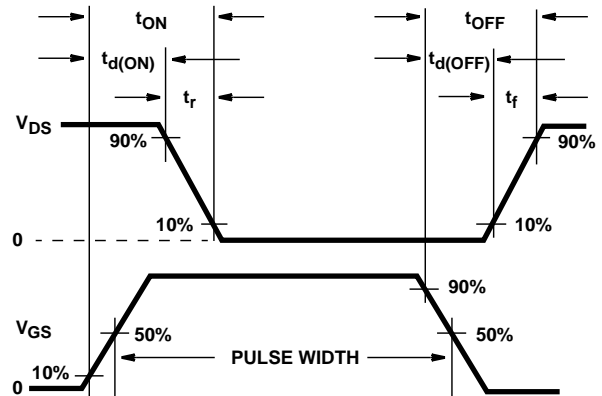 tON tOFF
td(ON) td(OFF)
tr tf
VDS
90% 90%
10% 10%
0
90%
VGS 50% 50%
PULSE WIDTH
10%
0